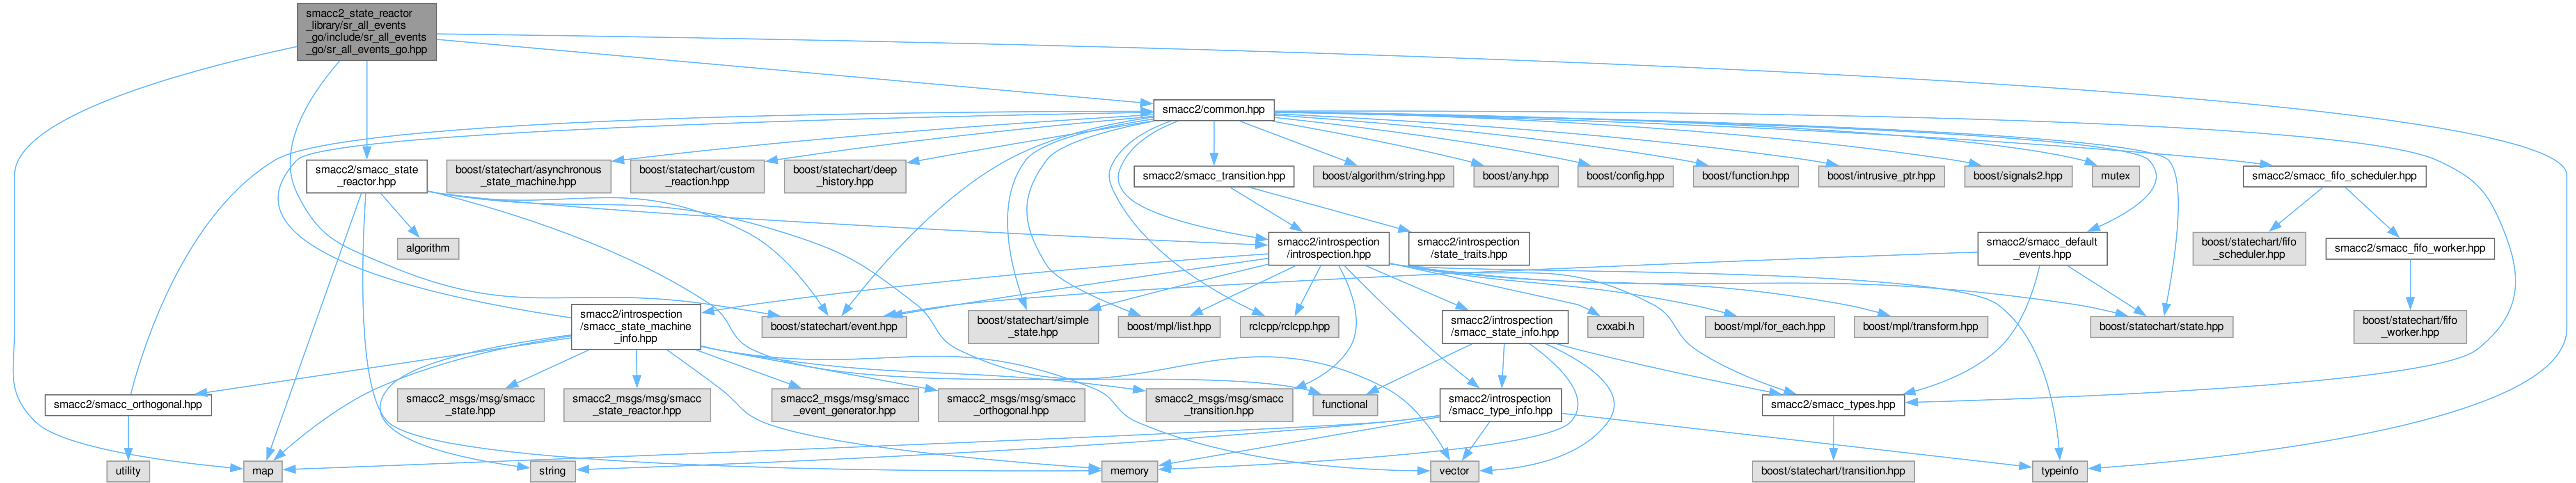 smacc2_state_reactor
_library/sr_all_events
_go/include/sr_all_events
_go/sr_all_events_go.hpp
smacc2/common.hpp
smacc2/smacc_state
_reactor.hpp
boost/statechart/asynchronous
_state_machine.hpp
boost/statechart/custom
_reaction.hpp
boost/statechart/deep
_history.hpp
smacc2/smacc_transition.hpp
boost/algorithm/string.hpp
boost/any.hpp
boost/config.hpp
boost/function.hpp
boost/intrusive_ptr.hpp
boost/signals2.hpp
mutex
smacc2/smacc_fifo_scheduler.hpp
algorithm
smacc2/introspection
/introspection.hpp
smacc2/introspection
/state_traits.hpp
smacc2/smacc_default
_events.hpp
boost/statechart/fifo
_scheduler.hpp
smacc2/smacc_fifo_worker.hpp
smacc2/introspection
/smacc_state_machine
_info.hpp
boost/statechart/event.hpp
boost/statechart/simple
_state.hpp
boost/mpl/list.hpp
rclcpp/rclcpp.hpp
smacc2/introspection
/smacc_state_info.hpp
cxxabi.h
boost/mpl/for_each.hpp
boost/mpl/transform.hpp
boost/statechart/state.hpp
boost/statechart/fifo
_worker.hpp
smacc2/smacc_orthogonal.hpp
smacc2_msgs/msg/smacc
_state.hpp
smacc2_msgs/msg/smacc
_state_reactor.hpp
smacc2_msgs/msg/smacc
_event_generator.hpp
smacc2_msgs/msg/smacc
_orthogonal.hpp
smacc2_msgs/msg/smacc
_transition.hpp
functional
smacc2/introspection
/smacc_type_info.hpp
smacc2/smacc_types.hpp
utility
map
string
memory
vector
boost/statechart/transition.hpp
typeinfo